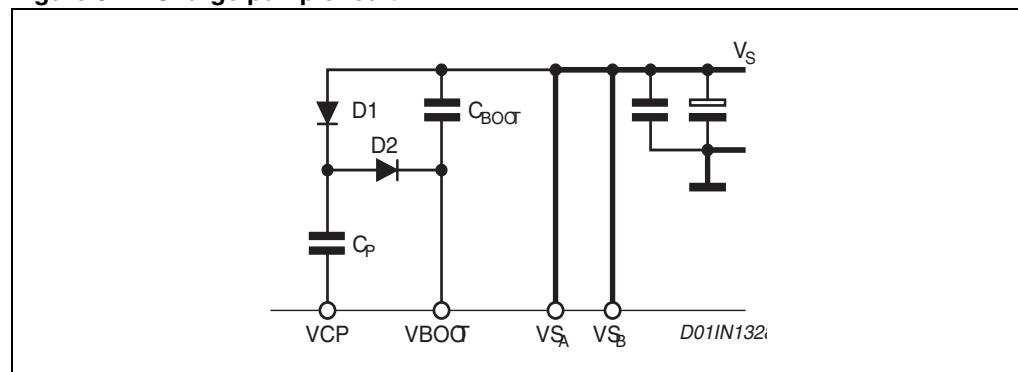 V_S
D1
C_BOOT
D2
C_P
VCP
VBOOT
VS_A
VS_B